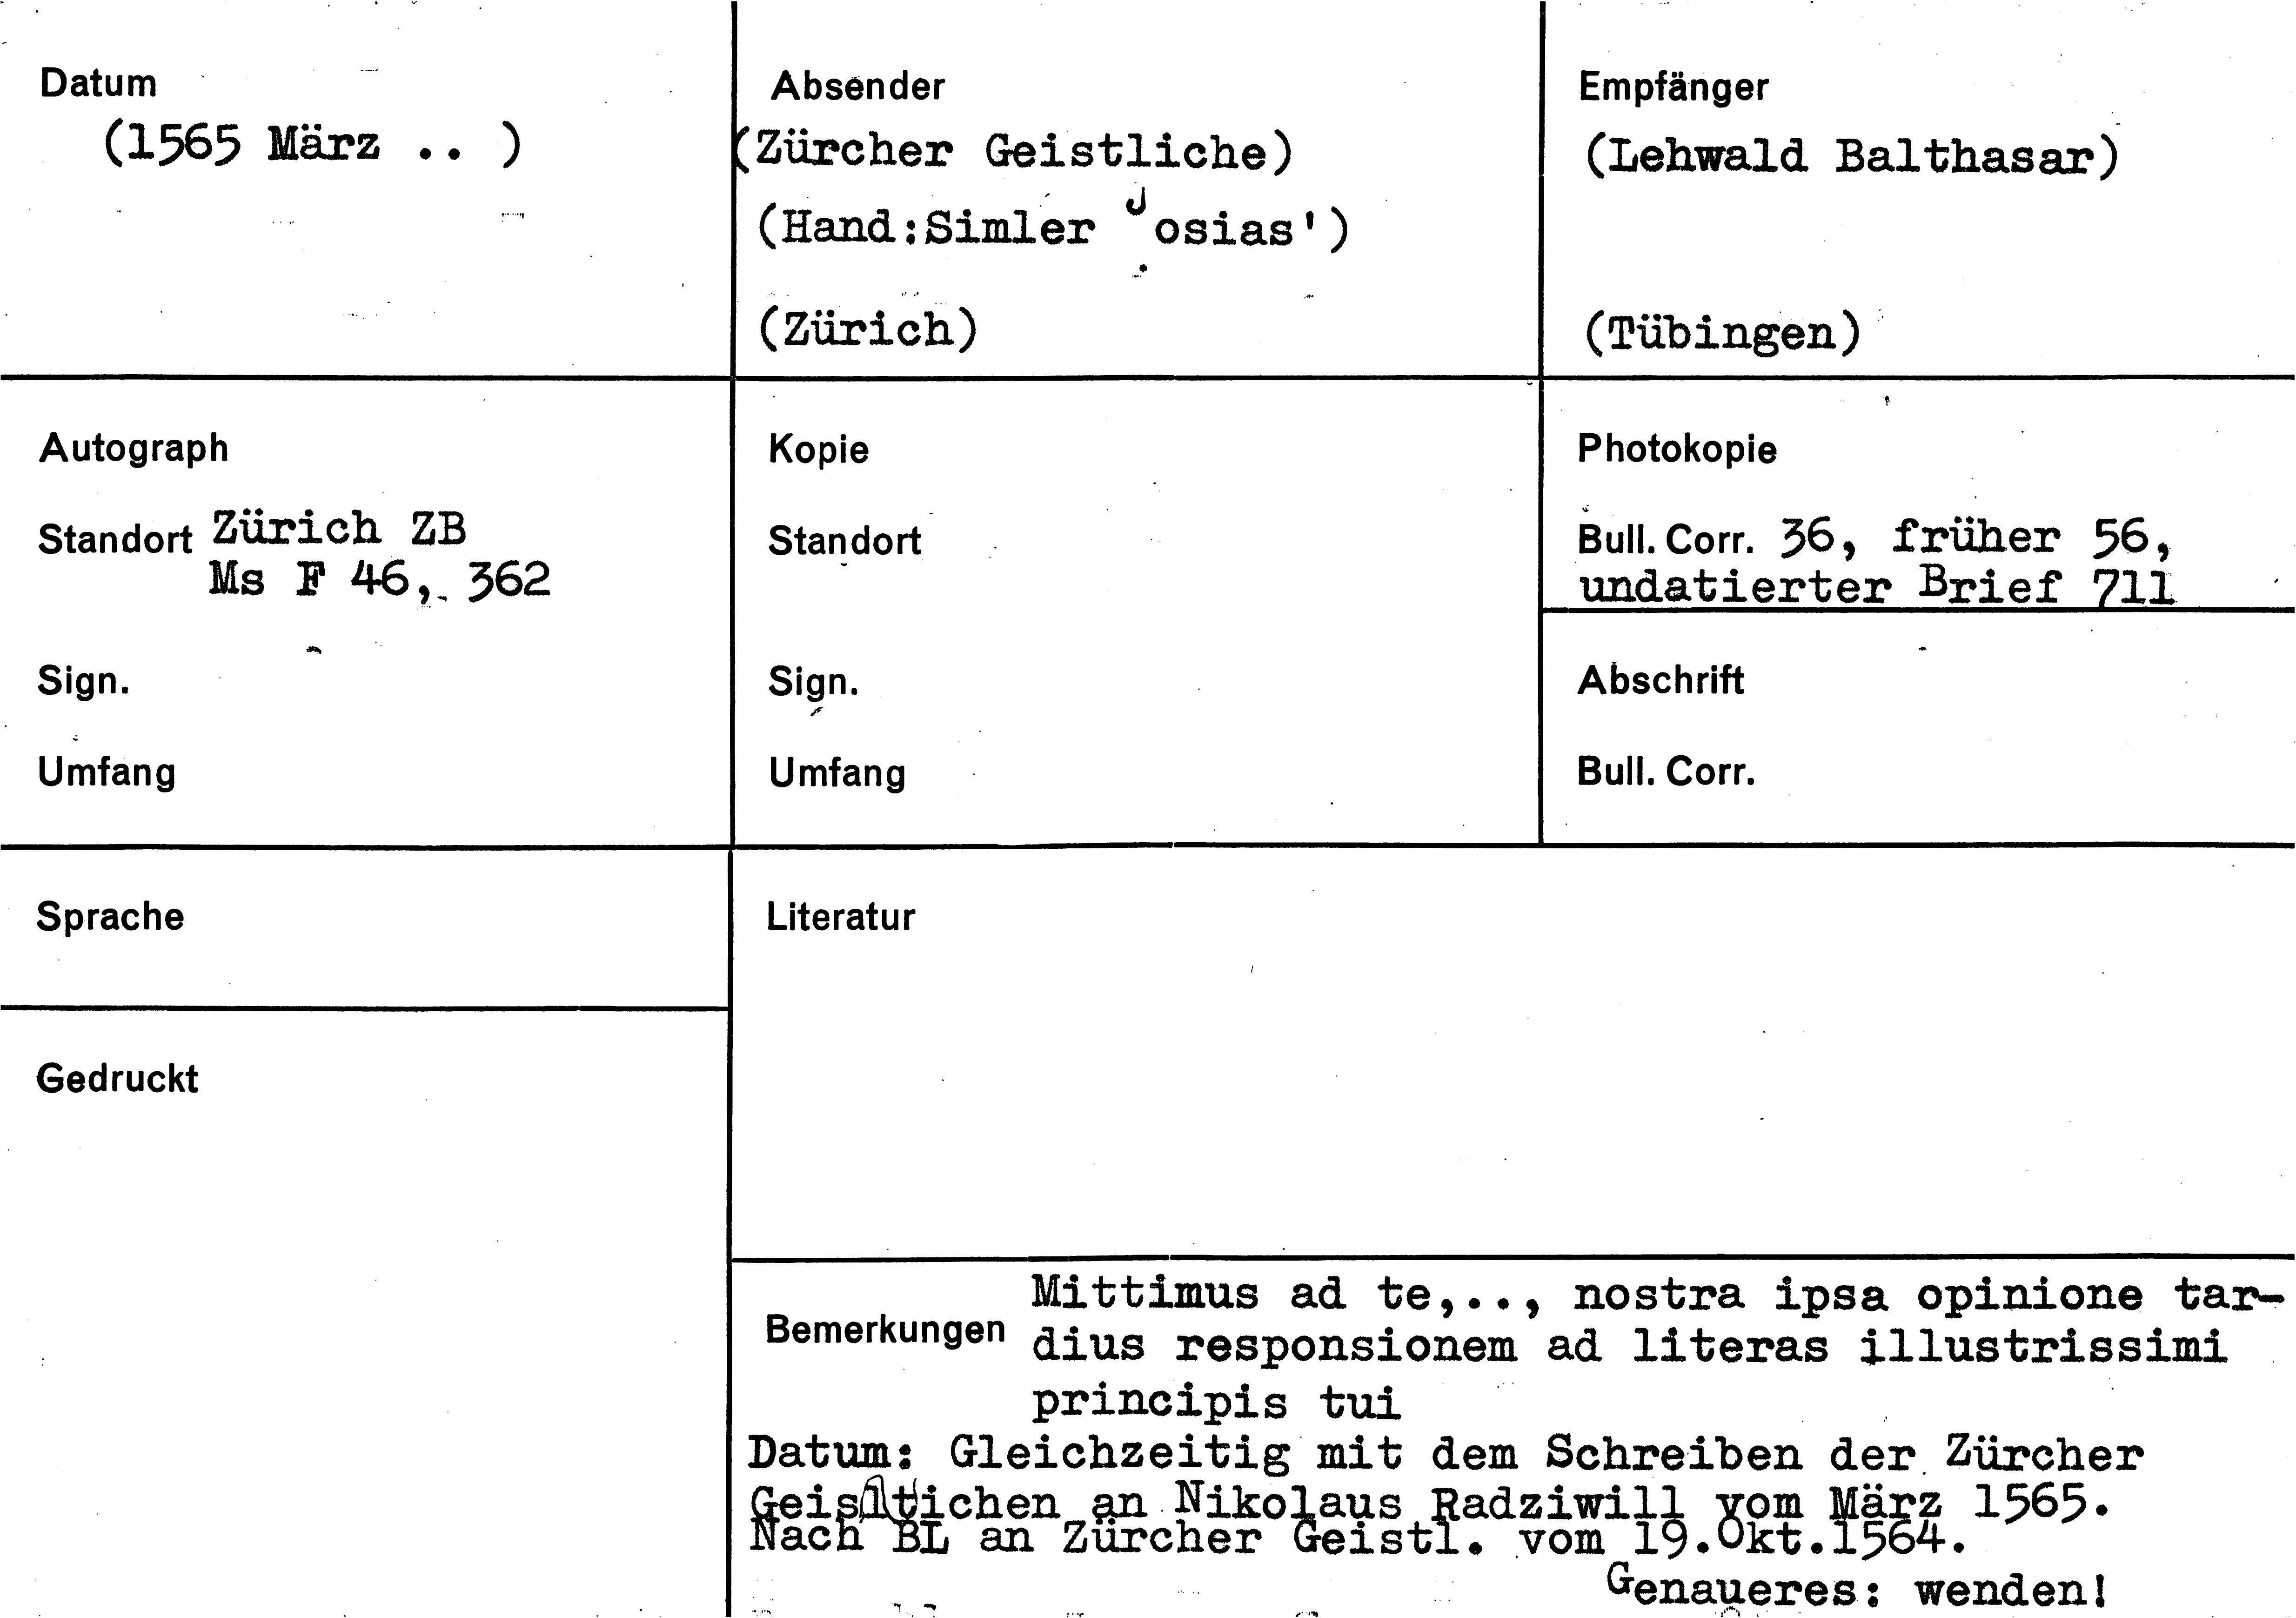 Datum
(1565 März .. )
Absender
(Zürcher Geistliche)
(Hand:Simler Josias')
(Zürich)
Empfänger
(Lehwald Balthasar)
(Tübingen)
Autograph
Standort Zürich ZB
Ms F 46, 362
Sign.
Umfang
Kopie
Standort
Sign.
Umfang
Photokopie
Bull. Corr. 36, früher 56,
undatierter Brief 711
Abschrift
Bull. Corr.
Sprache
Gedruckt
Literatur
Bemerkungen
Mittimus ad te,.., nostra ipsa opinione tar-
dius responsionem ad literas illustrissimi
principis tui
Datum: Gleichzeitig mit dem Schreiben der Zürcher
Geisltichen an Nikolaus Radziwill vom März 1565.
Nach BL an Zürcher Geistl. vom 19.Okt.1564.
Genaueres: wenden!